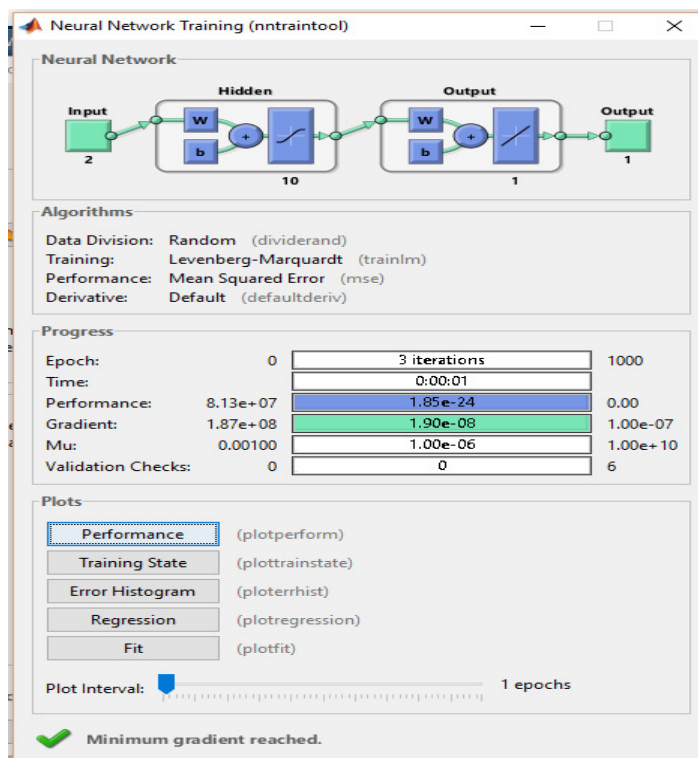 Neural Network Training (nntraintool)
Neural Network
Hidden Output
Input W b + W b + Output
2 10 1 1
Algorithms
Data Division: Random (dividerand)
Training: Levenberg-Marquardt (trainlm)
Performance: Mean Squared Error (mse)
Derivative: Default (defaultderiv)
Progress
Epoch: 0 3 iterations 1000
Time: 0:00:01
Performance: 8.13e+07 1.85e-24 0.00
Gradient: 1.87e+08 1.90e-08 1.00e-07
Mu: 0.00100 1.00e-06 1.00e+10
Validation Checks: 0 0 6
Plots
Performance (plotperform)
Training State (plottrainstate)
Error Histogram (ploterrhist)
Regression (plotregression)
Fit (plotfit)
Plot Interval: 1 epochs
Minimum gradient reached.